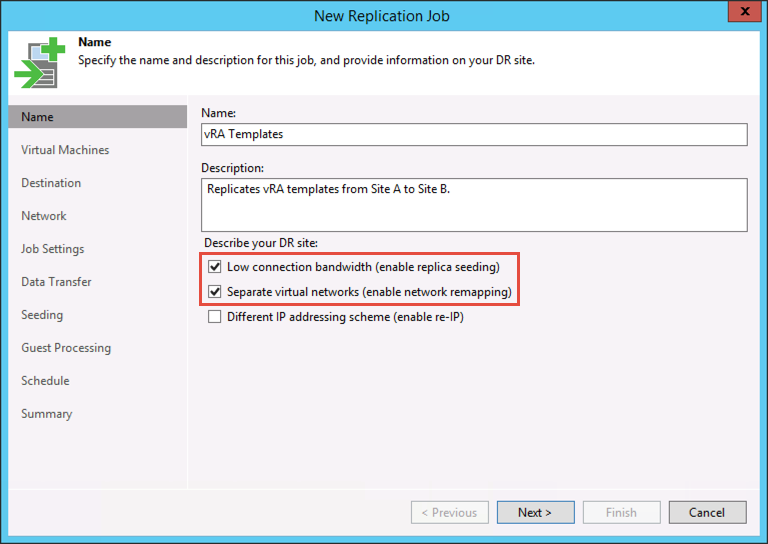 New Replication Job
X
Name
Specify the name and description for this job, and provide information on your DR site.
Name
Virtual Machines
Destination
Network
Job Settings
Data Transfer
Seeding
Guest Processing
Schedule
Summary
Name:
vRA Templates
Description:
Replicates vRA templates from Site A to Site B.
Describe your DR site:
Low connection bandwidth (enable replica seeding)
Separate virtual networks (enable network remapping)
Different IP addressing scheme (enable re-IP)
< Previous
Next >
Finish
Cancel